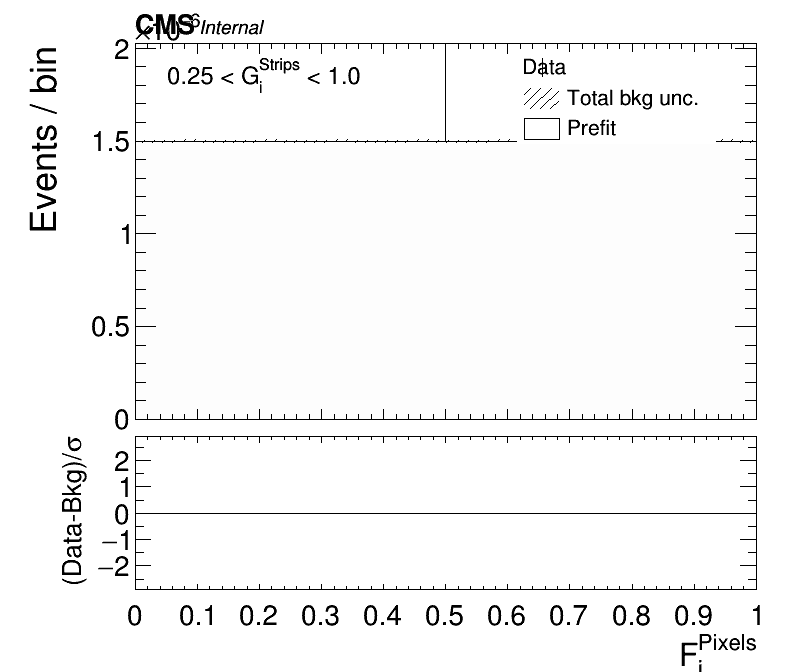 CMS Internal
×10⁻⁶
Events / bin
2
1.5
1
0.5
0
0.25 < G_i^Strips < 1.0
Data
Total bkg unc.
Prefit
(Data-Bkg)/σ
2
1
0
−1
−2
0 0.1 0.2 0.3 0.4 0.5 0.6 0.7 0.8 0.9 1
F_i^Pixels